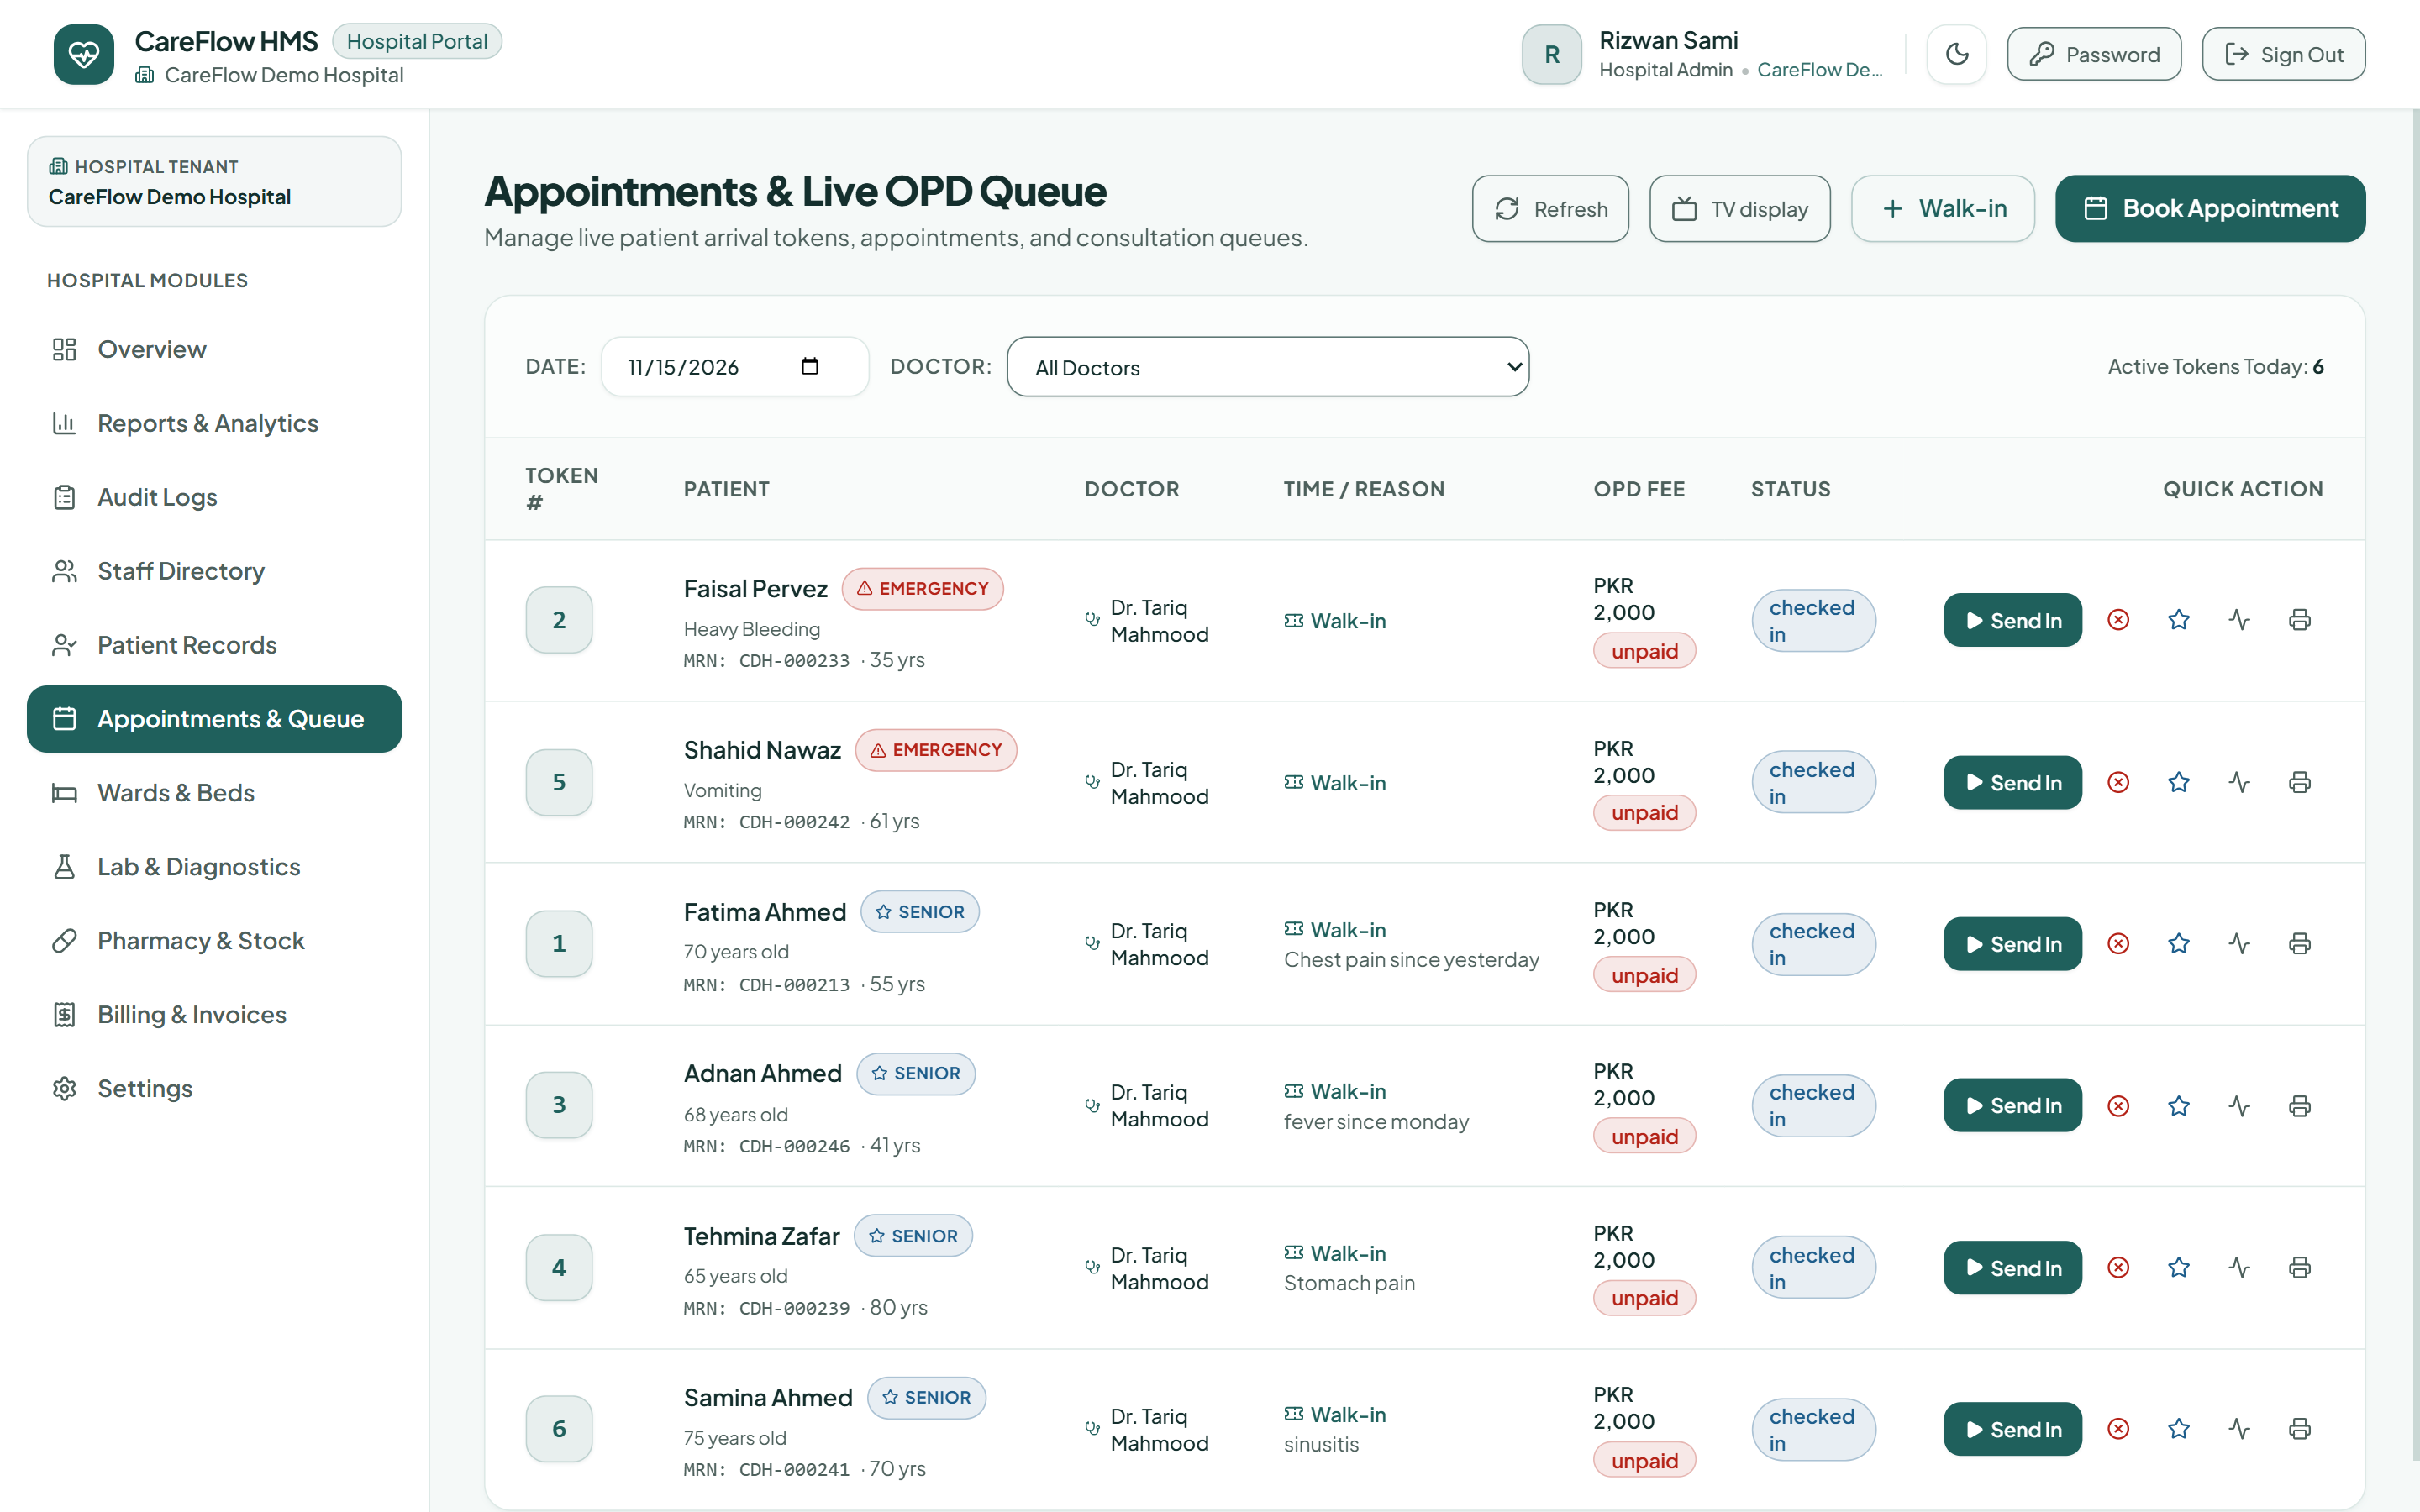 CareFlow HMS
Hospital Portal
CareFlow Demo Hospital
R
Rizwan Sami
Hospital Admin • CareFlow De...
Password
Sign Out
HOSPITAL TENANT
CareFlow Demo Hospital
HOSPITAL MODULES
Overview
Reports & Analytics
Audit Logs
Staff Directory
Patient Records
Appointments & Queue
Wards & Beds
Lab & Diagnostics
Pharmacy & Stock
Billing & Invoices
Settings
Appointments & Live OPD Queue
Manage live patient arrival tokens, appointments, and consultation queues.
Refresh
TV display
Walk-in
Book Appointment
DATE: 11/15/2026
DOCTOR: All Doctors
Active Tokens Today: 6
TOKEN
#
PATIENT
DOCTOR
TIME / REASON
OPD FEE
STATUS
QUICK ACTION
2
Faisal Pervez
EMERGENCY
Heavy Bleeding
MRN: CDH-000233 · 35 yrs
Dr. Tariq
Mahmood
Walk-in
PKR
2,000
unpaid
checked
in
Send In
5
Shahid Nawaz
EMERGENCY
Vomiting
MRN: CDH-000242 · 61 yrs
Dr. Tariq
Mahmood
Walk-in
PKR
2,000
unpaid
checked
in
Send In
1
Fatima Ahmed
SENIOR
70 years old
MRN: CDH-000213 · 55 yrs
Dr. Tariq
Mahmood
Walk-in
Chest pain since yesterday
PKR
2,000
unpaid
checked
in
Send In
3
Adnan Ahmed
SENIOR
68 years old
MRN: CDH-000246 · 41 yrs
Dr. Tariq
Mahmood
Walk-in
fever since monday
PKR
2,000
unpaid
checked
in
Send In
4
Tehmina Zafar
SENIOR
65 years old
MRN: CDH-000239 · 80 yrs
Dr. Tariq
Mahmood
Walk-in
Stomach pain
PKR
2,000
unpaid
checked
in
Send In
6
Samina Ahmed
SENIOR
75 years old
MRN: CDH-000241 · 70 yrs
Dr. Tariq
Mahmood
Walk-in
sinusitis
PKR
2,000
unpaid
checked
in
Send In